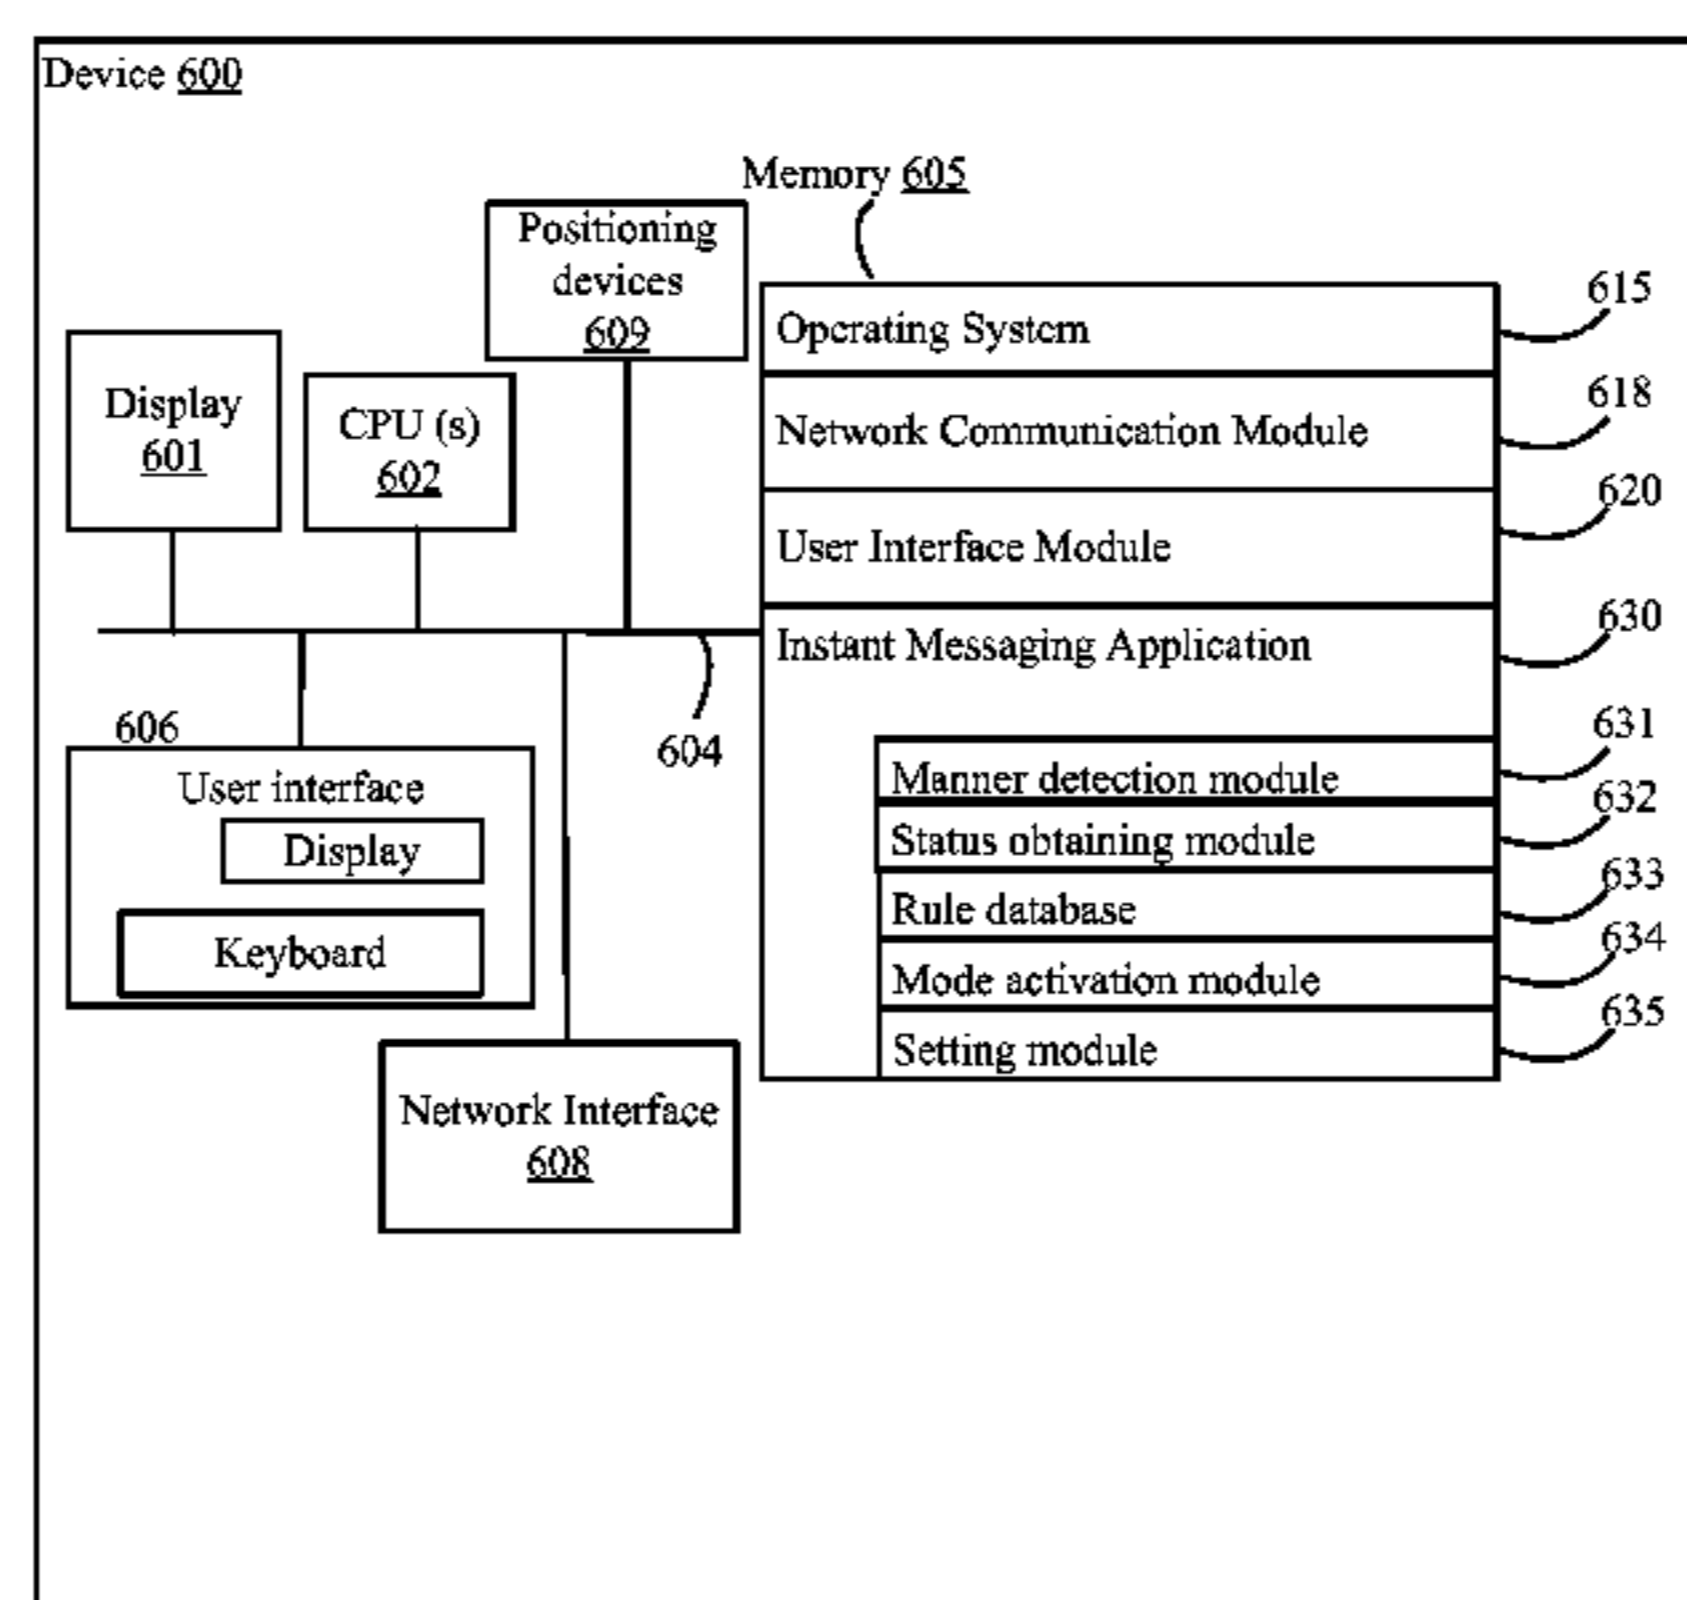 Device 600
Memory 605
Positioning
devices
609
Display
601
CPU (s)
602
Operating System
615
Network Communication Module
618
User Interface Module
620
Instant Messaging Application
630
604
606
User interface
Display
Keyboard
Manner detection module
631
Status obtaining module
632
Rule database
633
Mode activation module
634
Setting module
635
Network Interface
608